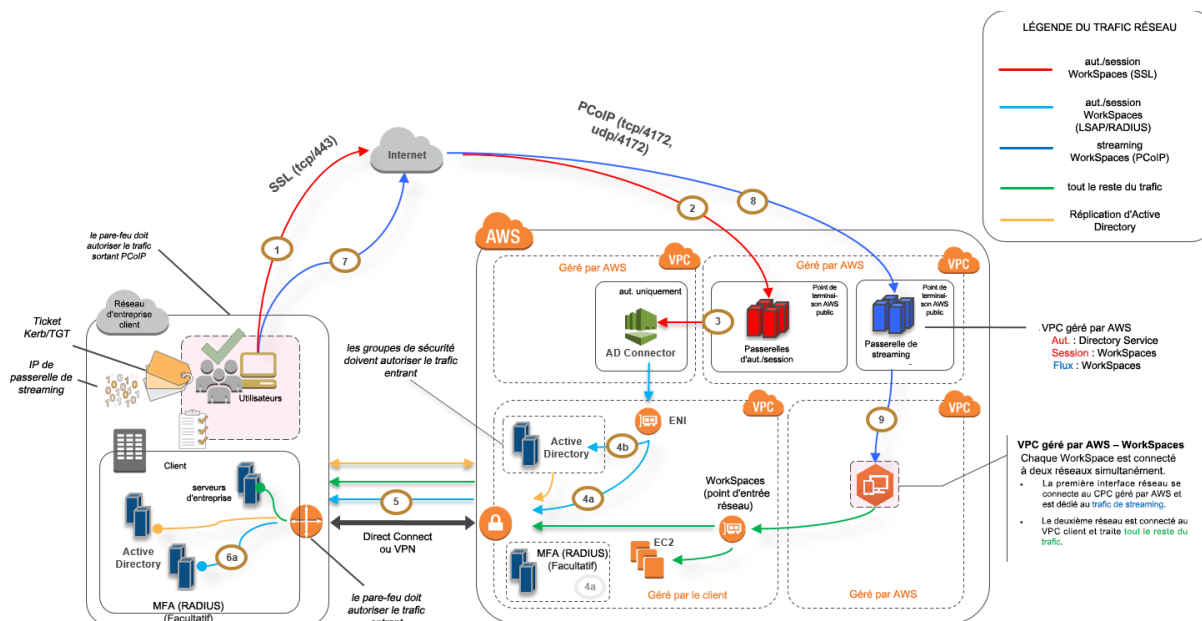 LÉGENDE DU TRAFIC RÉSEAU
aut./session
WorkSpaces (SSL)
aut./session
WorkSpaces
(LSAP/RADIUS)
streaming
WorkSpaces (PCoIP)
tout le reste du trafic
Réplication d'Active
Directory
PCoIP (tcp/4172,
udp/4172)
SSL (tcp/443)
Internet
1
7
2
8
le pare-feu doit
autoriser le trafic
sortant PCoIP
AWS
Géré par AWS
VPC
Géré par AWS
VPC
aut. uniquement
AD Connector
3
Point de
terminai-
son AWS
public
Passerelles
d'aut./session
Point de
terminai-
son AWS
public
Passerelle de
streaming
VPC géré par AWS
Aut. : Directory Service
Session : WorkSpaces
Flux : WorkSpaces
Réseau
d'entreprise
client
Ticket
Kerb/TGT
IP de
passerelle de
streaming
Utilisateurs
les groupes de sécurité
doivent autoriser le trafic
entrant
VPC
VPC
ENI
9
Active
Directory
4b
4a
WorkSpaces
(point d'entrée
réseau)
EC2
MFA (RADIUS)
(Facultatif)
4a
Géré par le client
Géré par AWS
VPC géré par AWS – WorkSpaces
Chaque WorkSpace est connecté
à deux réseaux simultanément.
• La première interface réseau se
connecte au CPC géré par AWS et
est dédié au trafic de streaming.
• Le deuxième réseau est connecté au
VPC client et traite tout le reste du
trafic.
Client
serveurs
d'entreprise
Active
Directory
6a
MFA (RADIUS)
(Facultatif)
5
Direct Connect
ou VPN
le pare-feu doit
autoriser le trafic
entrant